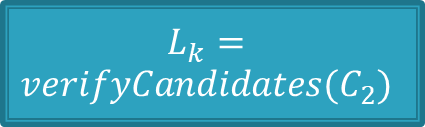 L_k =
verifyCandidates(C_2)